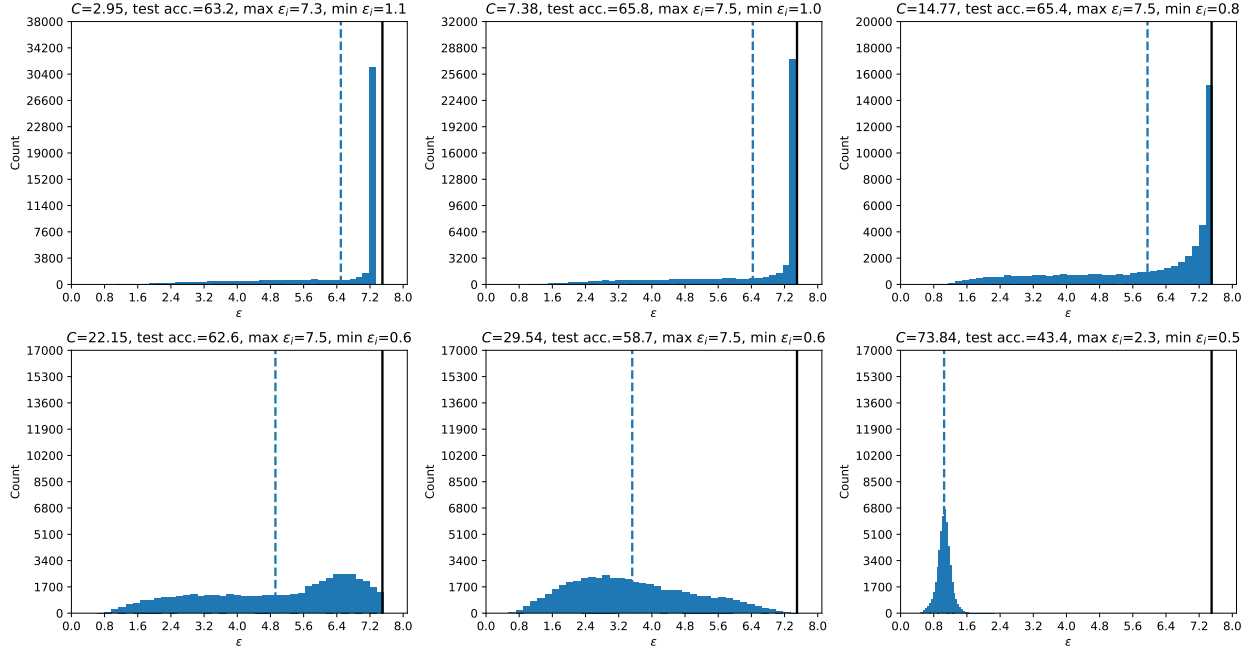 C=2.95, test acc.=63.2, max εᵢ=7.3, min εᵢ=1.1
38000
34200
30400
26600
22800
19000
15200
11400
7600
3800
0
Count
0.0 0.8 1.6 2.4 3.2 4.0 4.8 5.6 6.4 7.2 8.0
ε
C=7.38, test acc.=65.8, max εᵢ=7.5, min εᵢ=1.0
32000
28800
25600
22400
19200
16000
12800
9600
6400
3200
0
Count
0.0 0.8 1.6 2.4 3.2 4.0 4.8 5.6 6.4 7.2 8.0
ε
C=14.77, test acc.=65.4, max εᵢ=7.5, min εᵢ=0.8
20000
18000
16000
14000
12000
10000
8000
6000
4000
2000
0
Count
0.0 0.8 1.6 2.4 3.2 4.0 4.8 5.6 6.4 7.2 8.0
ε
C=22.15, test acc.=62.6, max εᵢ=7.5, min εᵢ=0.6
17000
15300
13600
11900
10200
8500
6800
5100
3400
1700
0
Count
0.0 0.8 1.6 2.4 3.2 4.0 4.8 5.6 6.4 7.2 8.0
ε
C=29.54, test acc.=58.7, max εᵢ=7.5, min εᵢ=0.6
17000
15300
13600
11900
10200
8500
6800
5100
3400
1700
0
Count
0.0 0.8 1.6 2.4 3.2 4.0 4.8 5.6 6.4 7.2 8.0
ε
C=73.84, test acc.=43.4, max εᵢ=2.3, min εᵢ=0.5
17000
15300
13600
11900
10200
8500
6800
5100
3400
1700
0
Count
0.0 0.8 1.6 2.4 3.2 4.0 4.8 5.6 6.4 7.2 8.0
ε